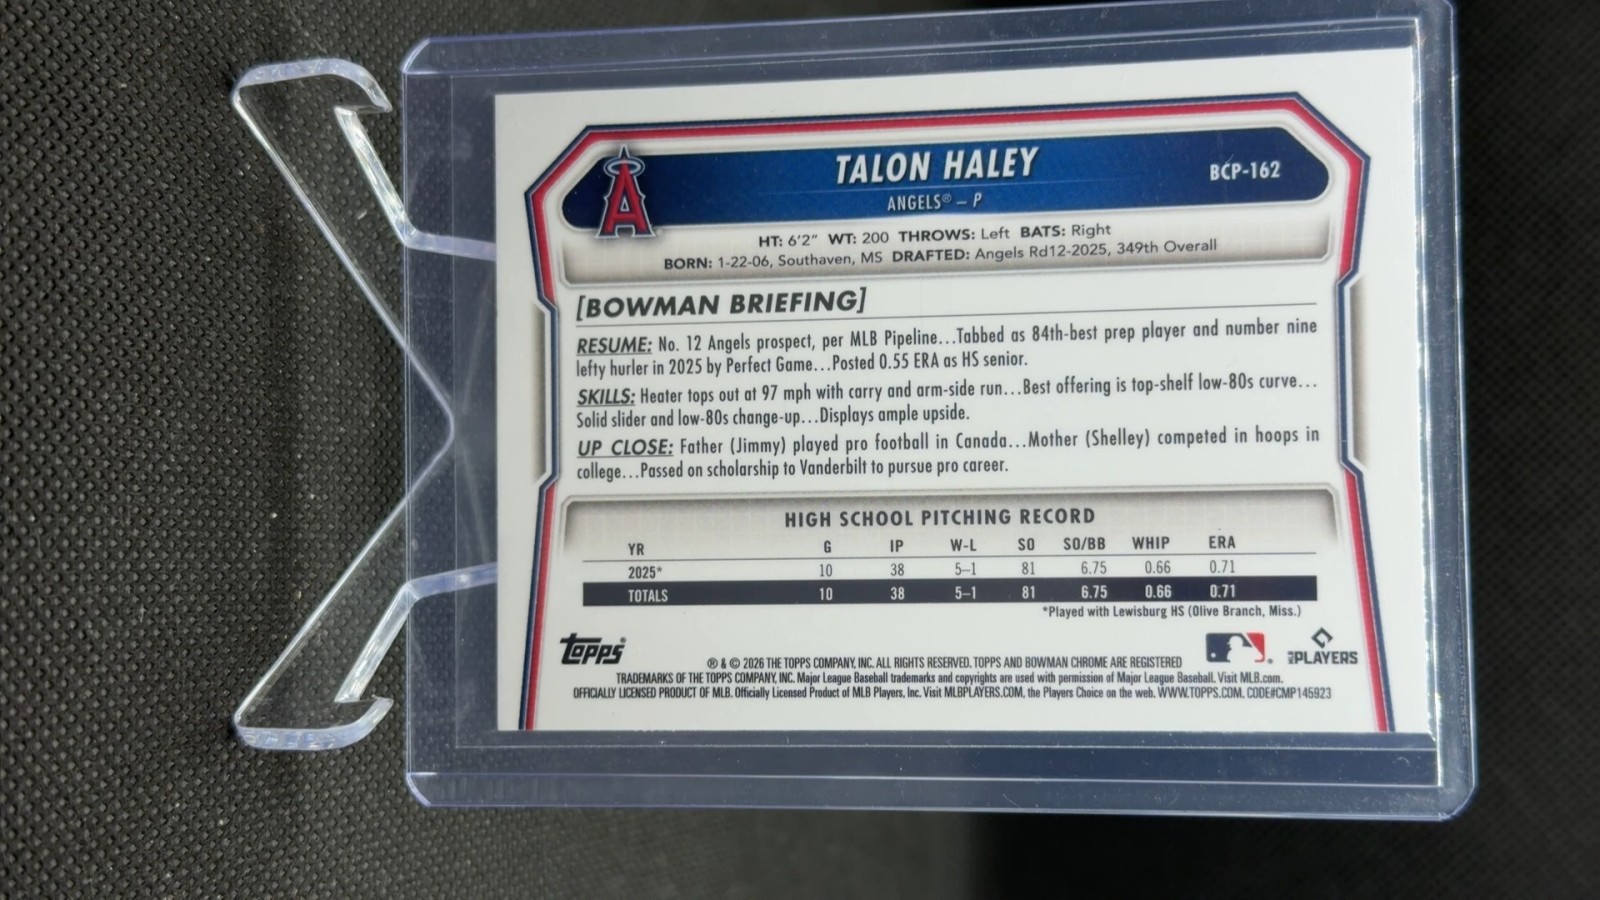 TALON HALEY
BCP-162
ANGELS® – P
HT: 6'2" WT: 200 THROWS: Left BATS: Right
BORN: 1-22-06, Southaven, MS DRAFTED: Angels Rd12-2025, 349th Overall
[BOWMAN BRIEFING]
RESUME: No. 12 Angels prospect, per MLB Pipeline...Tabbed as 84th-best prep player and number nine
lefty hurler in 2025 by Perfect Game...Posted 0.55 ERA as HS senior.
SKILLS: Heater tops out at 97 mph with carry and arm-side run...Best offering is top-shelf low-80s curve...
Solid slider and low-80s change-up...Displays ample upside.
UP CLOSE: Father (Jimmy) played pro football in Canada...Mother (Shelley) competed in hoops in
college...Passed on scholarship to Vanderbilt to pursue pro career.
HIGH SCHOOL PITCHING RECORD
YR G IP W-L SO SO/BB WHIP ERA
2025* 10 38 5–1 81 6.75 0.66 0.71
TOTALS 10 38 5–1 81 6.75 0.66 0.71
*Played with Lewisburg HS (Olive Branch, Miss.)
Topps®
MLB PLAYERS
® & © 2026 THE TOPPS COMPANY, INC. ALL RIGHTS RESERVED. TOPPS AND BOWMAN CHROME ARE REGISTERED
TRADEMARKS OF THE TOPPS COMPANY, INC. Major League Baseball trademarks and copyrights are used with permission of Major League Baseball. Visit MLB.com.
OFFICIALLY LICENSED PRODUCT OF MLB. Officially Licensed Product of MLB Players, Inc. Visit MLBPLAYERS.COM, the Players Choice on the web. WWW.TOPPS.COM. CODE#CMP145923